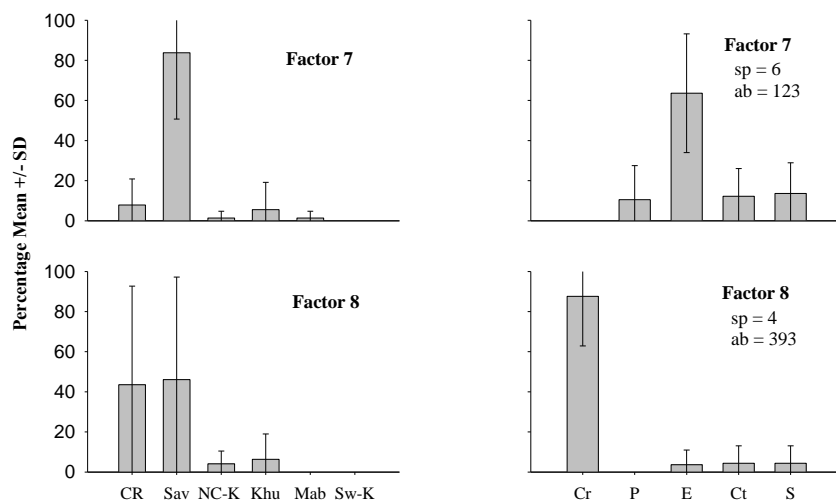 Percentage Mean +/- SD
100
80
60
40
20
0
Factor 7
Factor 7
sp = 6
ab = 123
100
80
60
40
20
0
Factor 8
CR Sav NC-K Khu Mab Sw-K
Factor 8
sp = 4
ab = 393
Cr P E Ct S